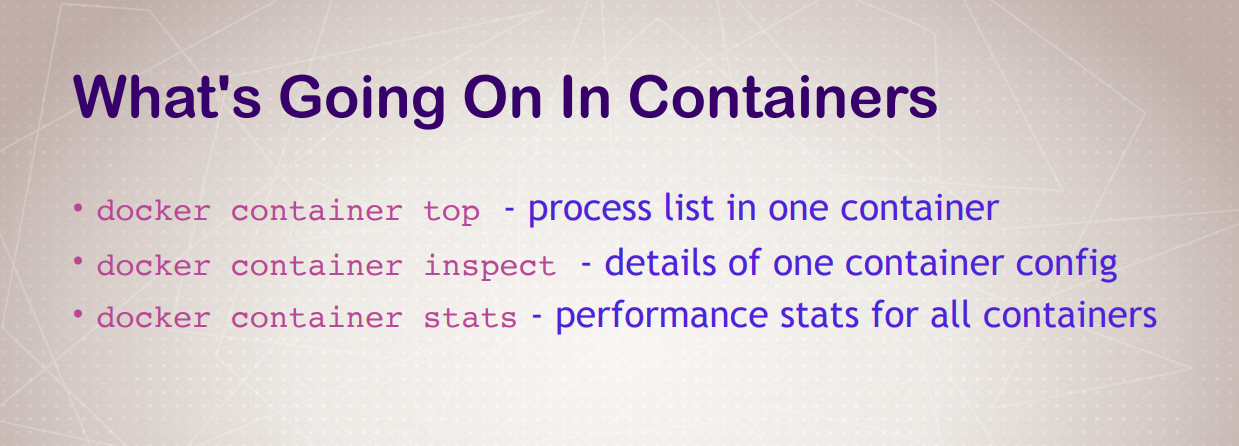 What's Going On In Containers
• docker container top - process list in one container
• docker container inspect - details of one container config
• docker container stats - performance stats for all containers